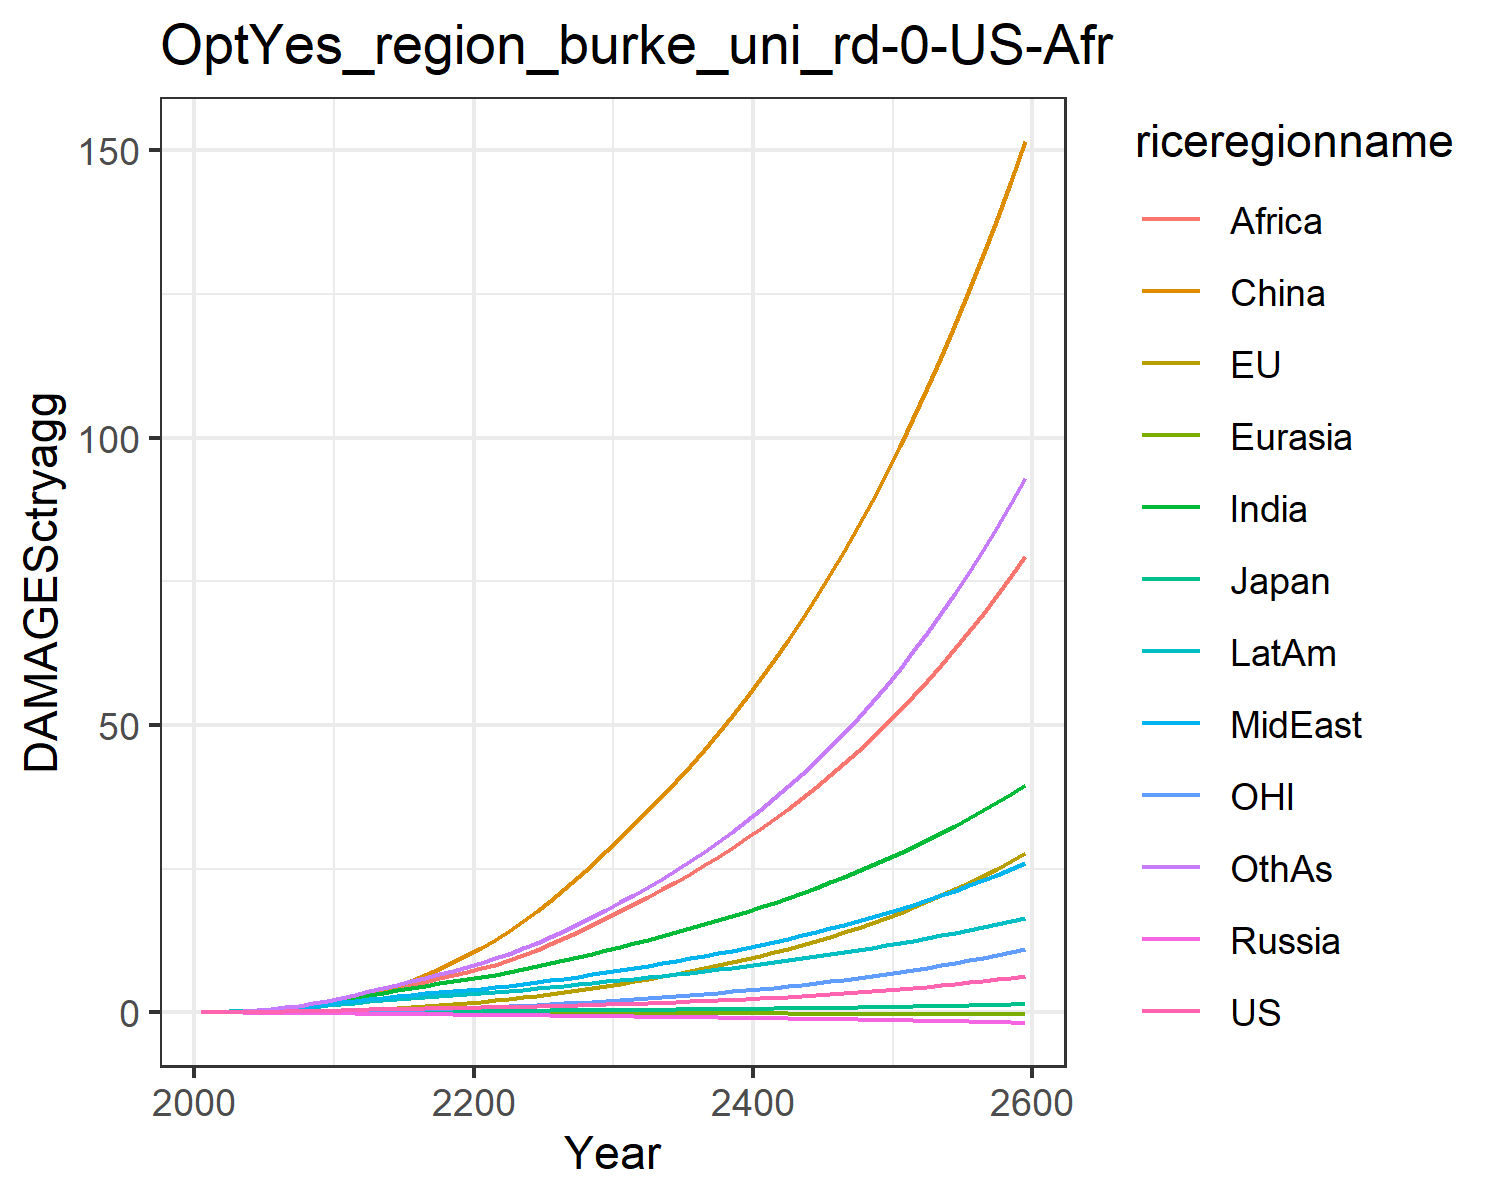 OptYes_region_burke_uni_rd-0-US-Afr
DAMAGESctryagg
150
100
50
0
2000
2200
2400
2600
Year
riceregionname
Africa
China
EU
Eurasia
India
Japan
LatAm
MidEast
OHI
OthAs
Russia
US